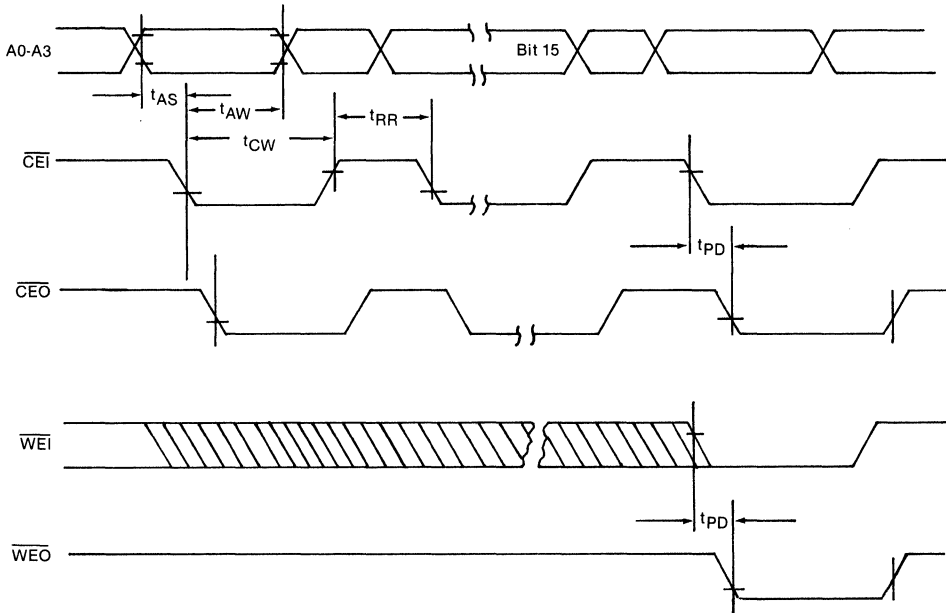 A0-A3
Bit 15
tAS
tAW
tCW
tRR
CEI
tPD
CEO
WEI
tPD
WEO